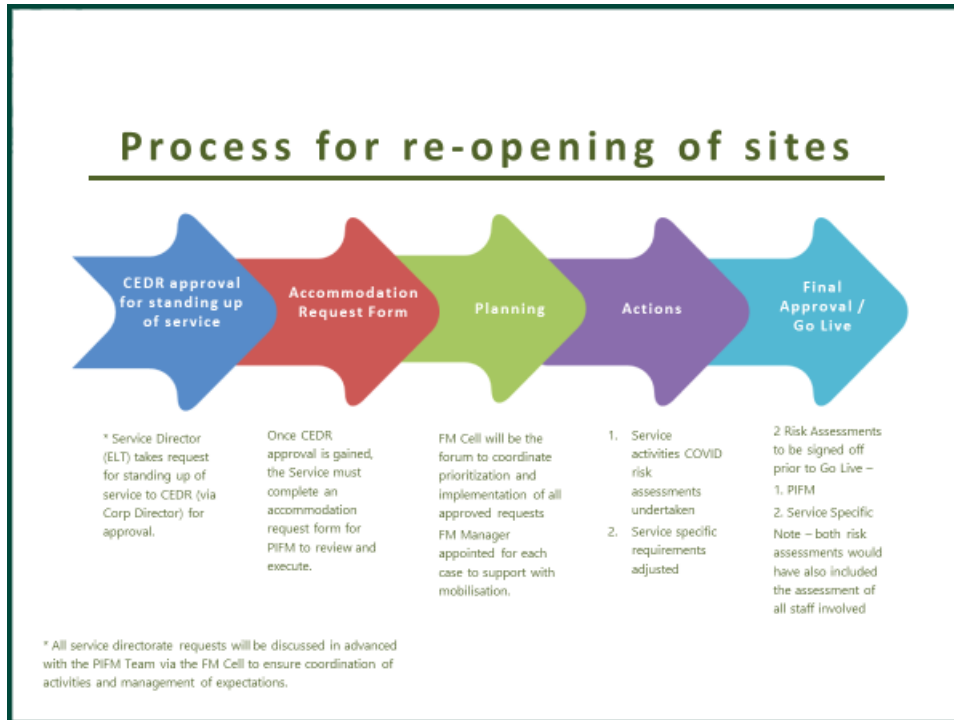 Process for re-opening of sites
CEDR approval
for standing up
of service
Accommodation
Request Form
Planning
Actions
Final
Approval /
Go Live
* Service Director
(ELT) takes request
for standing up of
service to CEDR (via
Corp Director) for
approval.
Once CEDR
approval is gained,
the Service must
complete an
accommodation
request form for
PIFM to review and
execute.
FM Cell will be the
forum to coordinate
prioritization and
implementation of all
approved requests
FM Manager
appointed for each
case to support with
mobilisation.
1. Service
activities COVID
risk
assessments
undertaken
2. Service specific
requirements
adjusted
2 Risk Assessments
to be signed off
prior to Go Live –
1. PIFM
2. Service Specific
Note – both risk
assessments would
have also included
the assessment of
all staff involved
* All service directorate requests will be discussed in advanced
with the PIFM Team via the FM Cell to ensure coordination of
activities and management of expectations.